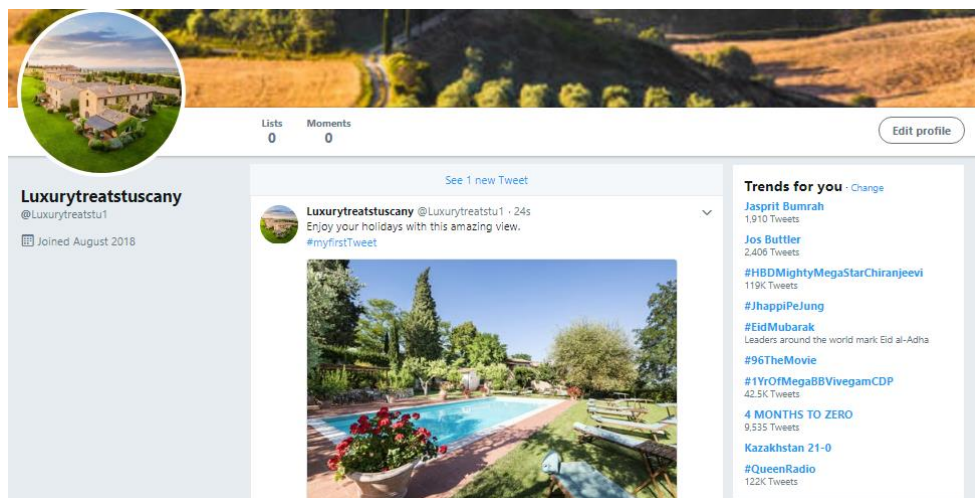 Lists Moments
0 0
Edit profile
Luxurytreatstuscany
@Luxurytreatstu1
Joined August 2018
See 1 new Tweet
Luxurytreatstuscany @Luxurytreatstu1 · 24s
Enjoy your holidays with this amazing view.
#myfirstTweet
Trends for you · Change
Jasprit Bumrah
1,910 Tweets
Jos Buttler
2,406 Tweets
#HBDMightyMegaStarChiranjeevi
119K Tweets
#JhappiPeJung
#EidMubarak
Leaders around the world mark Eid al-Adha
#96TheMovie
#1YrOfMegaBBVivegamCDP
42.5K Tweets
4 MONTHS TO ZERO
9,535 Tweets
Kazakhstan 21-0
#QueenRadio
122K Tweets